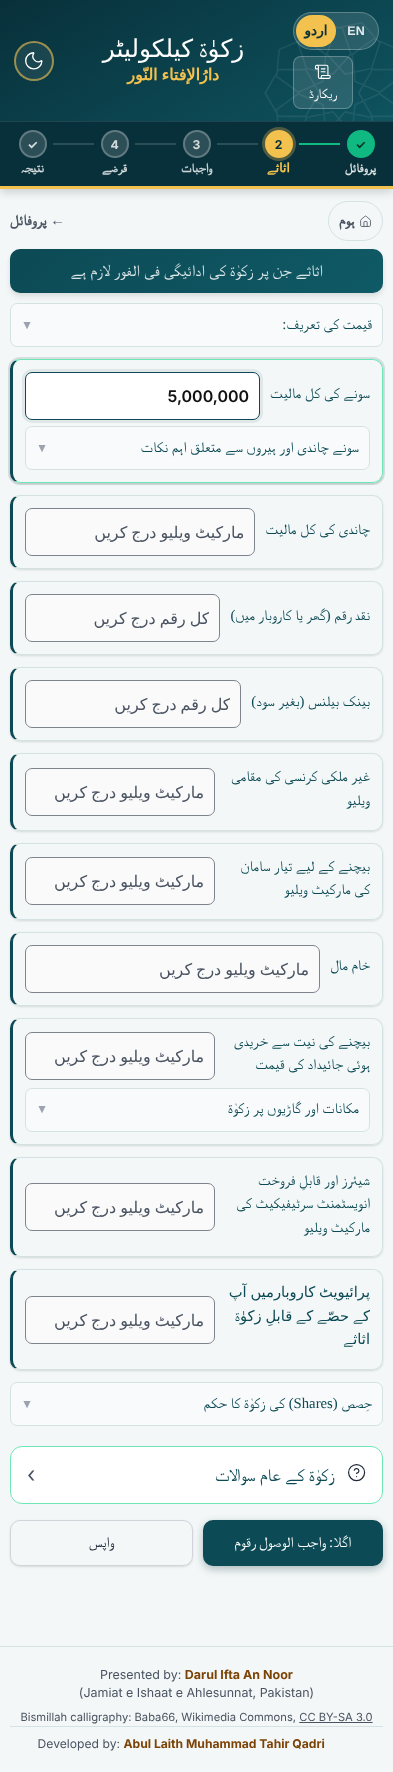 EN
اردو
زکوٰۃ کیلکولیٹر
دارُالإفتاء النّور
ریکارڈ
پروفائل
2
اثاثے
3
واجبات
4
قرضے
نتیجہ
ہوم
← پروفائل
اثاثے جن پر زکوٰۃ کی ادائیگی فی الفور لازم ہے
قیمت کی تعریف:
سونے کی کل مالیت
5,000,000
سونے چاندی اور ہیروں سے متعلق اہم نکات
چاندی کی کل مالیت
مارکیٹ ویلیو درج کریں
نقد رقم (گھر یا کاروبار میں)
کل رقم درج کریں
بینک بیلنس (بغیر سود)
کل رقم درج کریں
غیر ملکی کرنسی کی مقامی
ویلیو
مارکیٹ ویلیو درج کریں
بیچنے کے لیے تیار سامان
کی مارکیٹ ویلیو
مارکیٹ ویلیو درج کریں
خام مال
مارکیٹ ویلیو درج کریں
بیچنے کی نیت سے خریدی
ہوئی جائیداد کی قیمت
مارکیٹ ویلیو درج کریں
مکانات اور گاڑیوں پر زکوٰۃ
شیئرز اور قابلِ فروخت
انویسٹمنٹ سرٹیفیکیٹ کی
مارکیٹ ویلیو
مارکیٹ ویلیو درج کریں
پرائیویٹ کاروبارمیں آپ
کے حصّے کے قابلِ زکوٰۃ
اثاثے
مارکیٹ ویلیو درج کریں
حِصص (Shares) کی زکوٰۃ کا حکم
زکوٰۃ کے عام سوالات
اگلا: واجب الوصول رقوم
واپس
Presented by: Darul Ifta An Noor
(Jamiat e Ishaat e Ahlesunnat, Pakistan)
Bismillah calligraphy: Baba66, Wikimedia Commons, CC BY-SA 3.0
Developed by: Abul Laith Muhammad Tahir Qadri